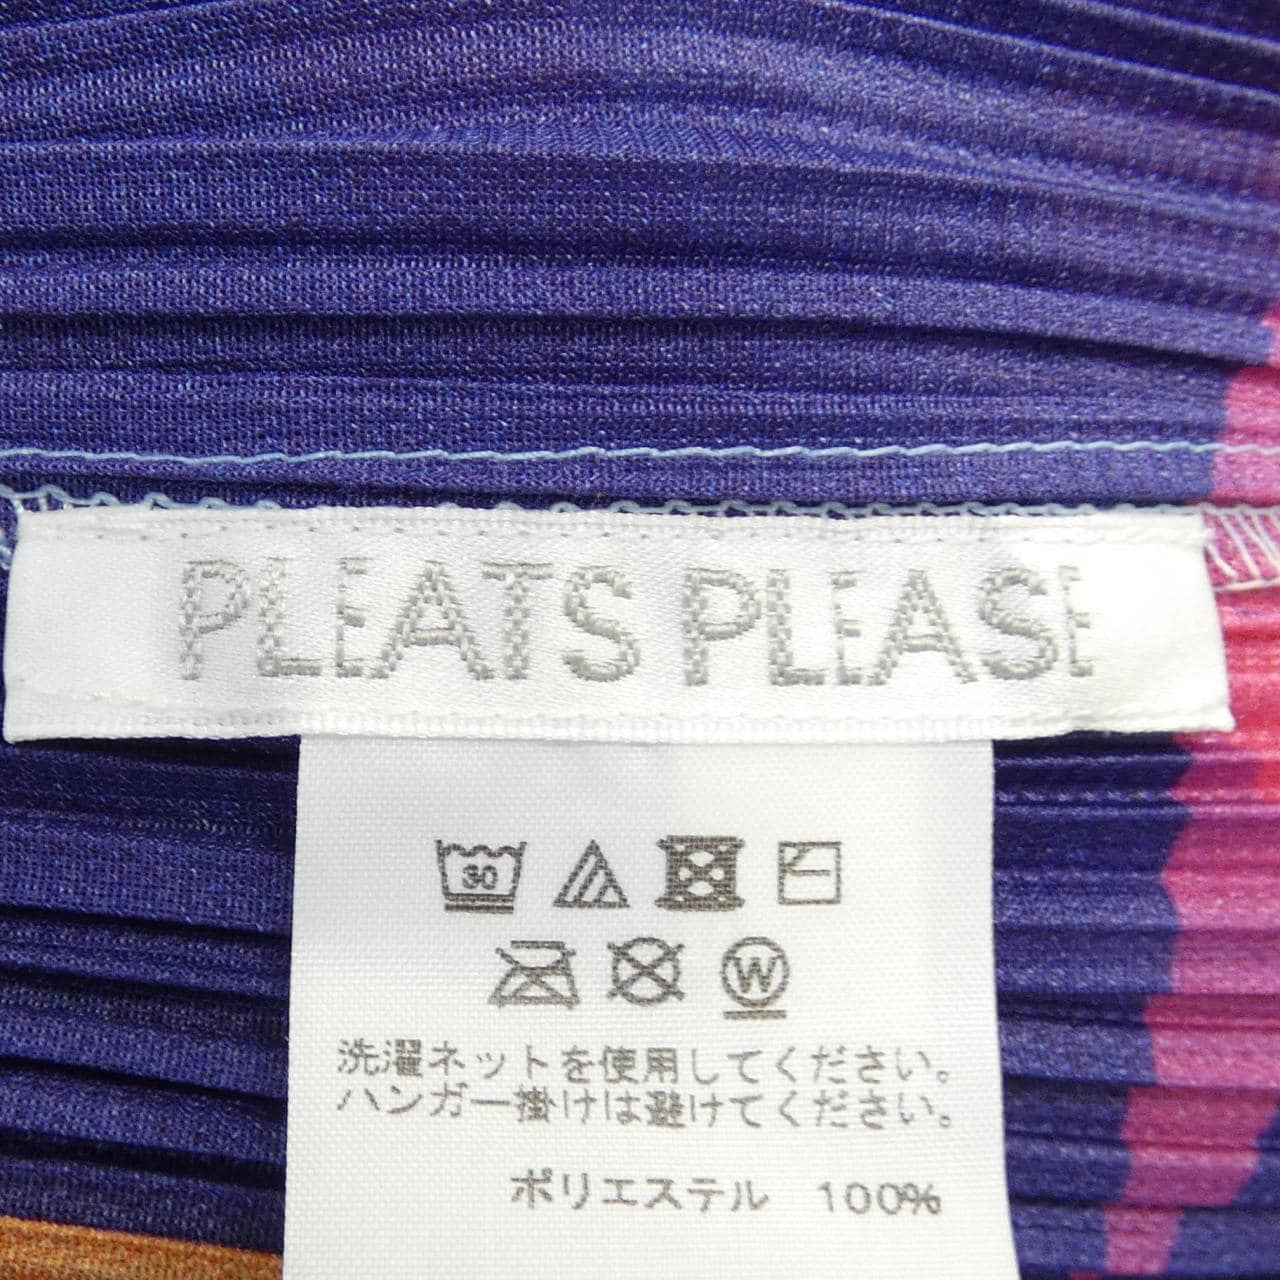 PLEATS PLEASE
30
W
洗濯ネットを使用してください。
ハンガー掛けは避けてください。
ポリエステル 100%